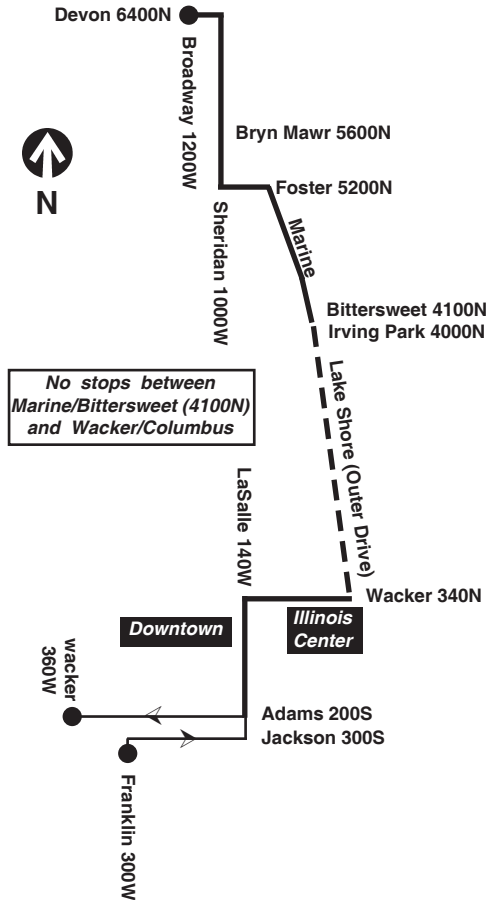 Devon 6400N
Broadway 1200W
Bryn Mawr 5600N
N
Foster 5200N
Sheridan 1000W
Marine
Bittersweet 4100N
Irving Park 4000N
No stops between
Marine/Bittersweet (4100N)
and Wacker/Columbus
Lake Shore (Outer Drive)
LaSalle 140W
Wacker 340N
Downtown
Illinois
Center
wacker
360W
Adams 200S
Jackson 300S
Franklin 300W